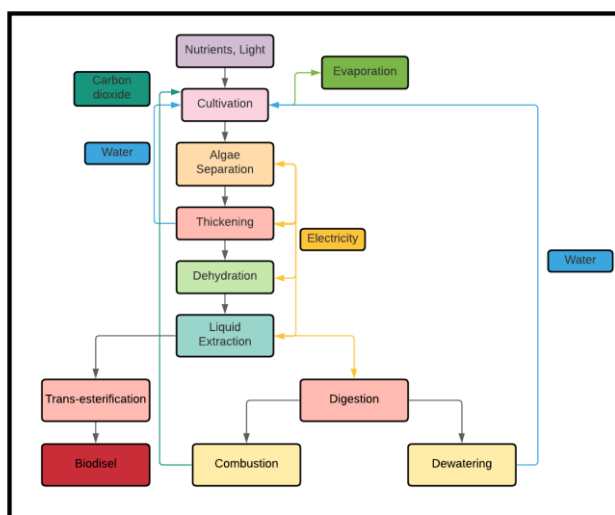 Nutrients, Light
Evaporation
Carbon
dioxide
Cultivation
Water
Algae
Separation
Thickening
Electricity
Water
Dehydration
Liquid
Extraction
Trans-esterification
Digestion
Biodisel
Combustion
Dewatering